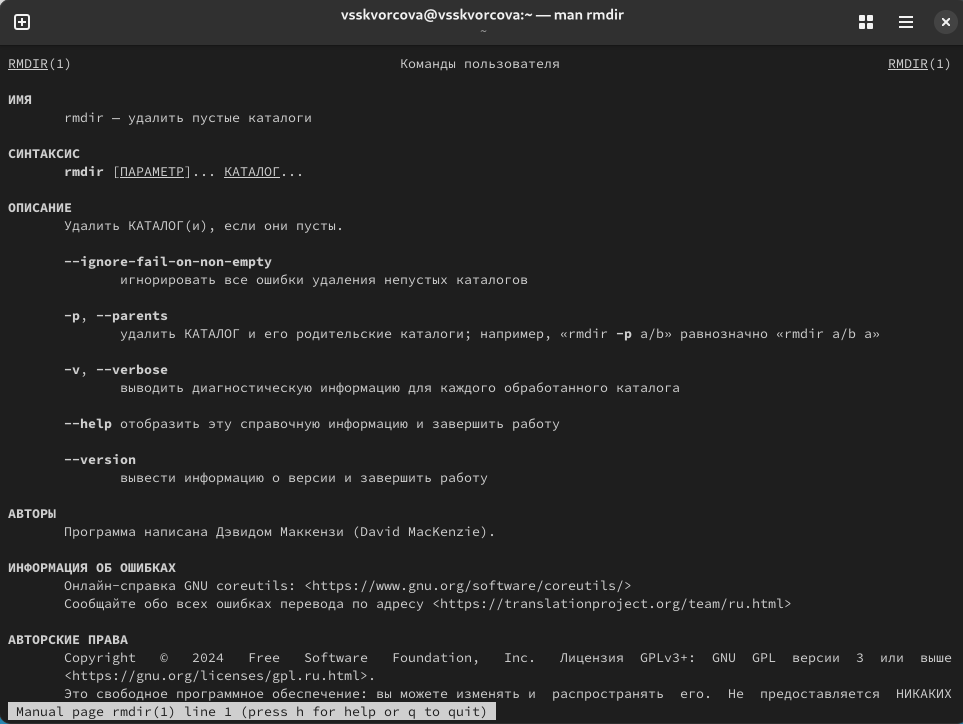 vsskvorcova@vsskvorcova:~ — man rmdir
~
RMDIR(1) Команды пользователя RMDIR(1)
ИМЯ
rmdir — удалить пустые каталоги
СИНТАКСИС
rmdir [ПАРАМЕТР]... КАТАЛОГ...
ОПИСАНИЕ
Удалить КАТАЛОГ(и), если они пусты.
--ignore-fail-on-non-empty
игнорировать все ошибки удаления непустых каталогов
-p, --parents
удалить КАТАЛОГ и его родительские каталоги; например, «rmdir -p a/b» равнозначно «rmdir a/b a»
-v, --verbose
выводить диагностическую информацию для каждого обработанного каталога
--help отобразить эту справочную информацию и завершить работу
--version
вывести информацию о версии и завершить работу
АВТОРЫ
Программа написана Дэвидом Маккензи (David MacKenzie).
ИНФОРМАЦИЯ ОБ ОШИБКАХ
Онлайн-справка GNU coreutils: <https://www.gnu.org/software/coreutils/>
Сообщайте обо всех ошибках перевода по адресу <https://translationproject.org/team/ru.html>
АВТОРСКИЕ ПРАВА
Copyright © 2024 Free Software Foundation, Inc. Лицензия GPLv3+: GNU GPL версии 3 или выше
<https://gnu.org/licenses/gpl.ru.html>.
Это свободное программное обеспечение: вы можете изменять и распространять его. Не предоставляется НИКАКИХ
Manual page rmdir(1) line 1 (press h for help or q to quit)